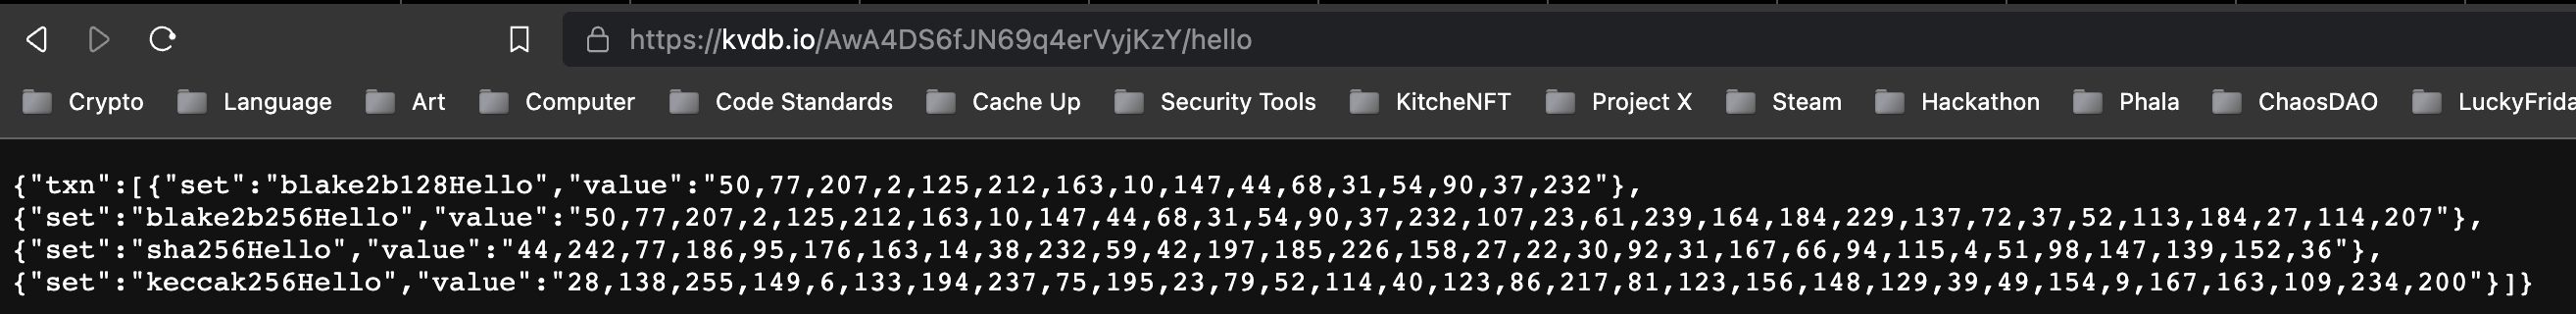 https://kvdb.io/AwA4DS6fJN69q4erVyjKzY/hello
Crypto Language Art Computer Code Standards Cache Up Security Tools KitcheNFT Project X Steam Hackathon Phala ChaosDAO LuckyFrida
{"txn":[{"set":"blake2b128Hello","value":"50,77,207,2,125,212,163,10,147,44,68,31,54,90,37,232"},
{"set":"blake2b256Hello","value":"50,77,207,2,125,212,163,10,147,44,68,31,54,90,37,232,107,23,61,239,164,184,229,137,72,37,52,113,184,27,114,207"},
{"set":"sha256Hello","value":"44,242,77,186,95,176,163,14,38,232,59,42,197,185,226,158,27,22,30,92,31,167,66,94,115,4,51,98,147,139,152,36"},
{"set":"keccak256Hello","value":"28,138,255,149,6,133,194,237,75,195,23,79,52,114,40,123,86,217,81,123,156,148,129,39,49,154,9,167,163,109,234,200"}]}